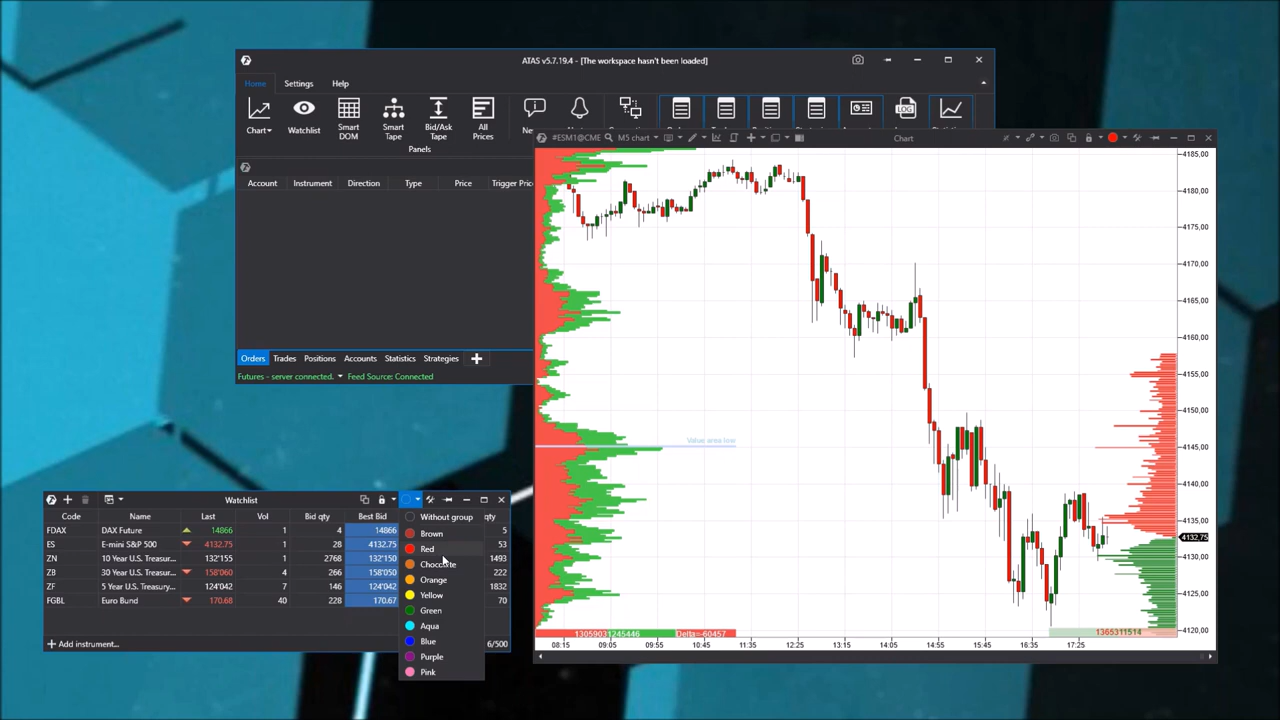 ATAS v5.7.19.4 - [The workspace hasn't been loaded]
Home Settings Help
Chart Watchlist Smart DOM Smart Tape Bid/Ask Tape All Prices
LOG
Panels
Account Instrument Direction Type Price Trigger Pric
Orders Trades Positions Accounts Statistics Strategies
Futures - server connected. Feed Source: Connected
#ESM1@CME M5 chart Chart
4185,00
4180,00
4175,00
4170,00
4165,00
4160,00
4155,00
4150,00
4145,00
4140,00
4135,00
4132,75
4130,00
4125,00
4120,00
Value area low
13059031245446 Delta=-60457 1365311514
08:15 09:05 09:55 10:45 11:35 12:25 13:15 14:05 14:55 15:45 16:35 17:25
Watchlist
Code Name Last Vol Bid qty Best Bid qty
FDAX DAX Future 14866 1 4 14866 5
ES E-mini S&P 500 4132.75 1 28 4132.75 53
ZN 10 Year U.S. Treasur... 132'155 1 2768 132'150 1493
ZB 30 Year U.S. Treasur... 158'060 4 266 158'050 222
ZF 5 Year U.S. Treasury... 124'042 7 146 124'042 1832
FGBL Euro Bund 170.68 40 228 170.67 70
Add instrument... 6/500
Without group
Brown
Red
Chocolate
Orange
Yellow
Green
Aqua
Blue
Purple
Pink